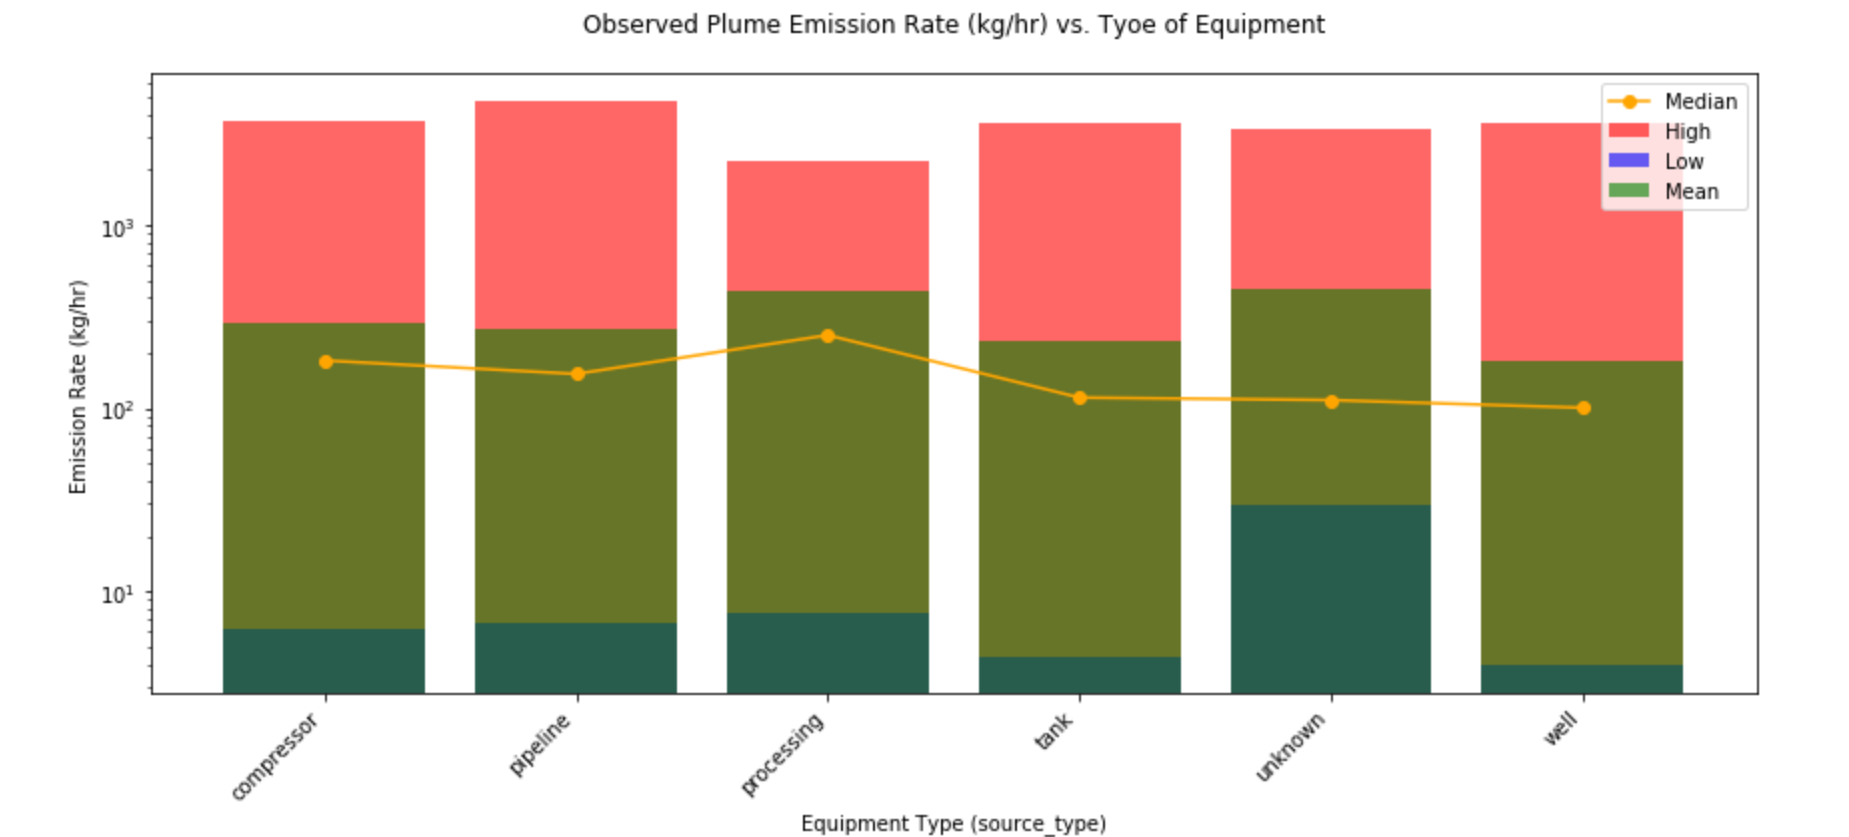 Observed Plume Emission Rate (kg/hr) vs. Tyoe of Equipment
Median
High
Low
Mean
10³
10²
10¹
Emission Rate (kg/hr)
compressor
pipeline
processing
tank
unknown
well
Equipment Type (source_type)